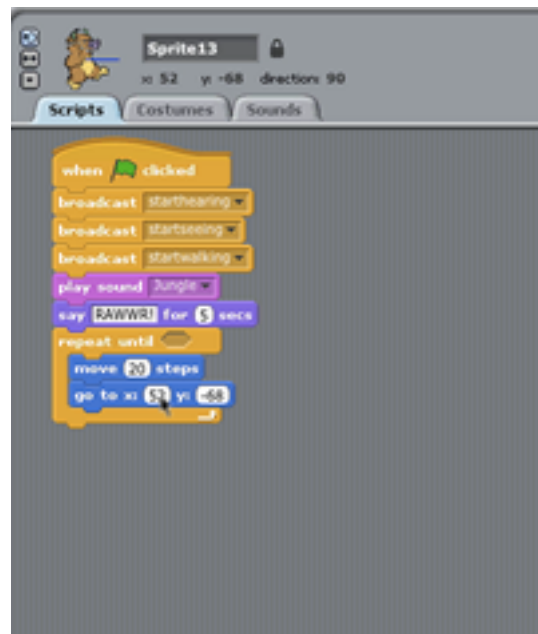 Sprite13
x: 52 y: -68 direction: 90
Scripts Costumes Sounds
when clicked
broadcast starthearing
broadcast startseeing
broadcast startwalking
play sound Jungle
say RAWWR! for 5 secs
repeat until
move 20 steps
go to x: 52 y: -68